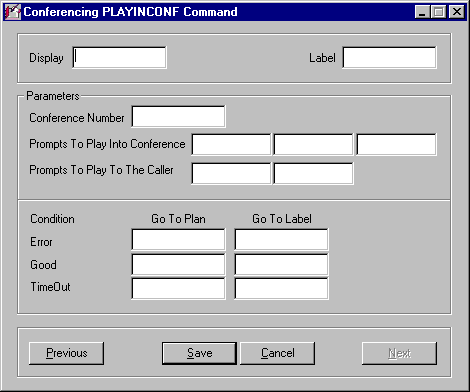 Conferencing PLAYINCONF Command
Display Label
Parameters
Conference Number
Prompts To Play Into Conference
Prompts To Play To The Caller
Condition Go To Plan Go To Label
Error
Good
TimeOut
Previous Save Cancel Next